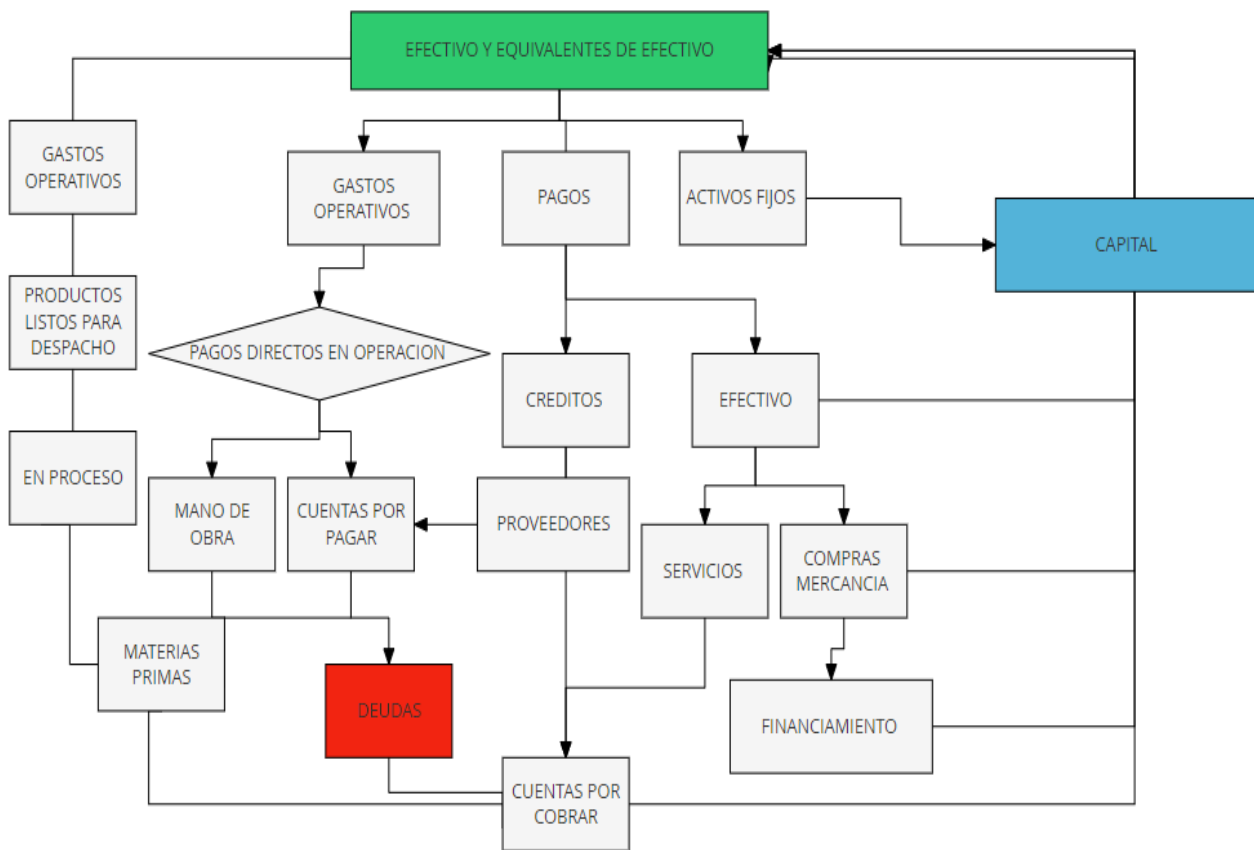 EFECTIVO Y EQUIVALENTES DE EFECTIVO
GASTOS
OPERATIVOS
GASTOS
OPERATIVOS
PAGOS
ACTIVOS FIJOS
CAPITAL
PRODUCTOS
LISTOS PARA
DESPACHO
PAGOS DIRECTOS EN OPERACION
CREDITOS
EFECTIVO
EN PROCESO
MANO DE
OBRA
CUENTAS POR
PAGAR
PROVEEDORES
SERVICIOS
COMPRAS
MERCANCIA
MATERIAS
PRIMAS
DEUDAS
FINANCIAMIENTO
CUENTAS POR
COBRAR